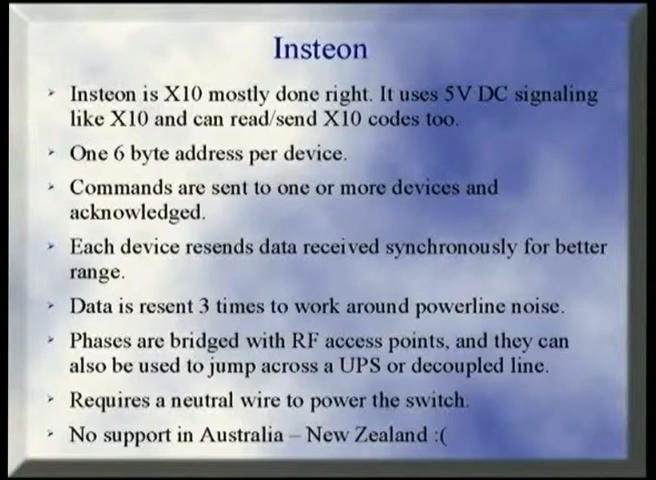 Insteon
➢ Insteon is X10 mostly done right. It uses 5V DC signaling
like X10 and can read/send X10 codes too.
➢ One 6 byte address per device.
➢ Commands are sent to one or more devices and
acknowledged.
➢ Each device resends data received synchronously for better
range.
➢ Data is resent 3 times to work around powerline noise.
➢ Phases are bridged with RF access points, and they can
also be used to jump across a UPS or decoupled line.
➢ Requires a neutral wire to power the switch.
➢ No support in Australia – New Zealand :(